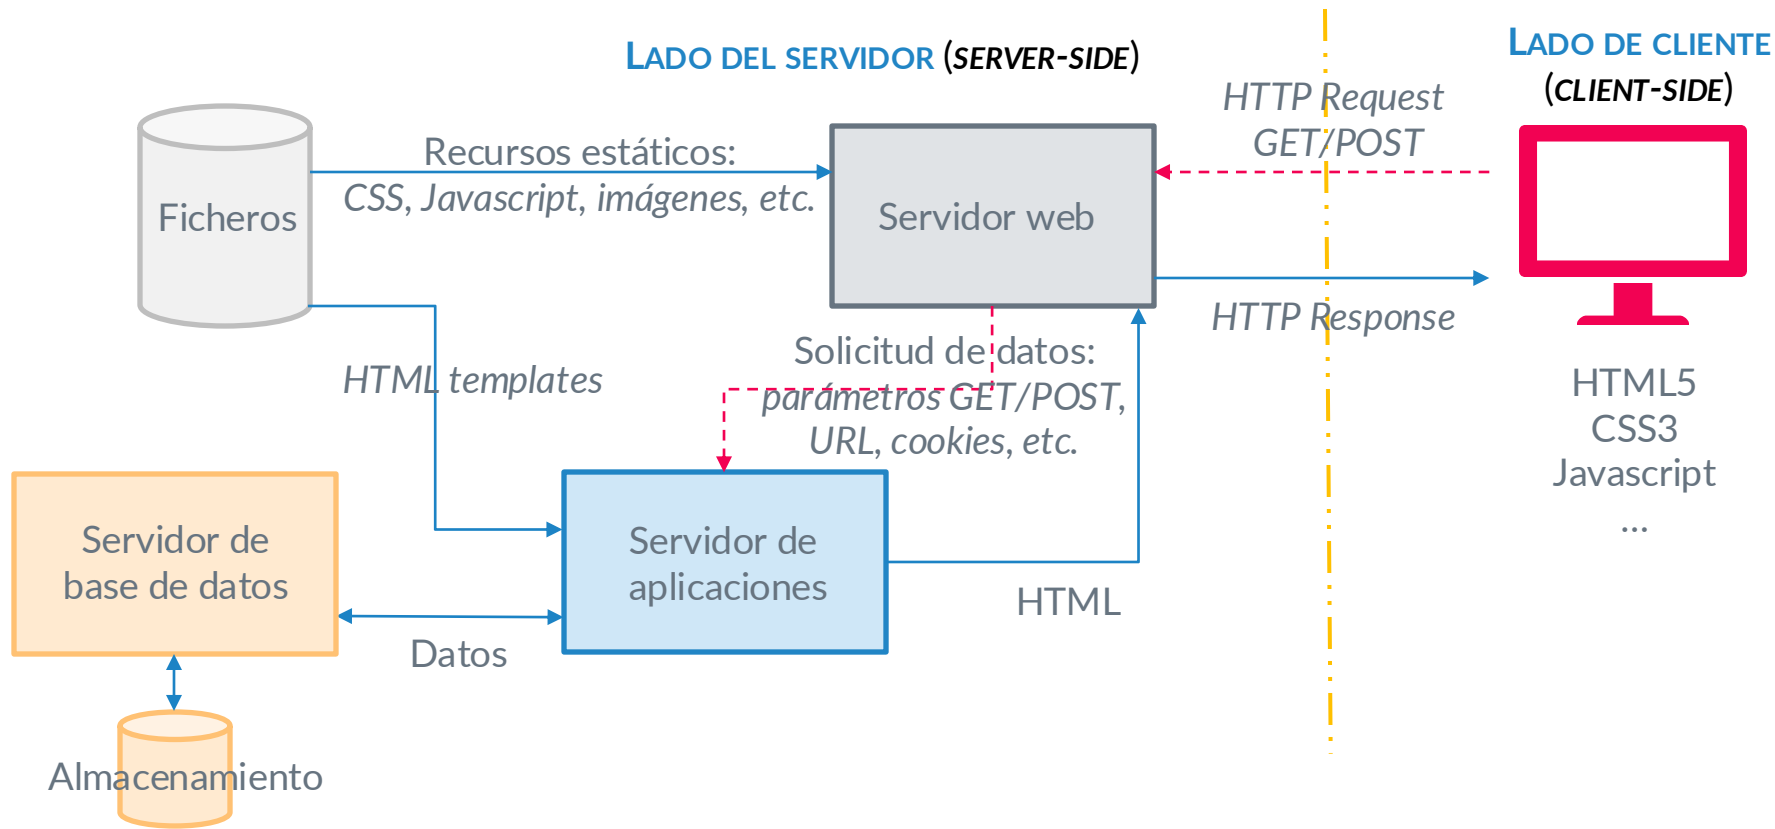 LADO DEL SERVIDOR (SERVER-SIDE)
LADO DE CLIENTE
(CLIENT-SIDE)
HTTP Request
GET/POST
Recursos estáticos:
CSS, Javascript, imágenes, etc.
Ficheros
Servidor web
HTTP Response
Solicitud de datos:
parámetros GET/POST,
URL, cookies, etc.
HTML templates
HTML5
CSS3
Javascript
...
Servidor de
base de datos
Servidor de
aplicaciones
HTML
Datos
Almacenamiento